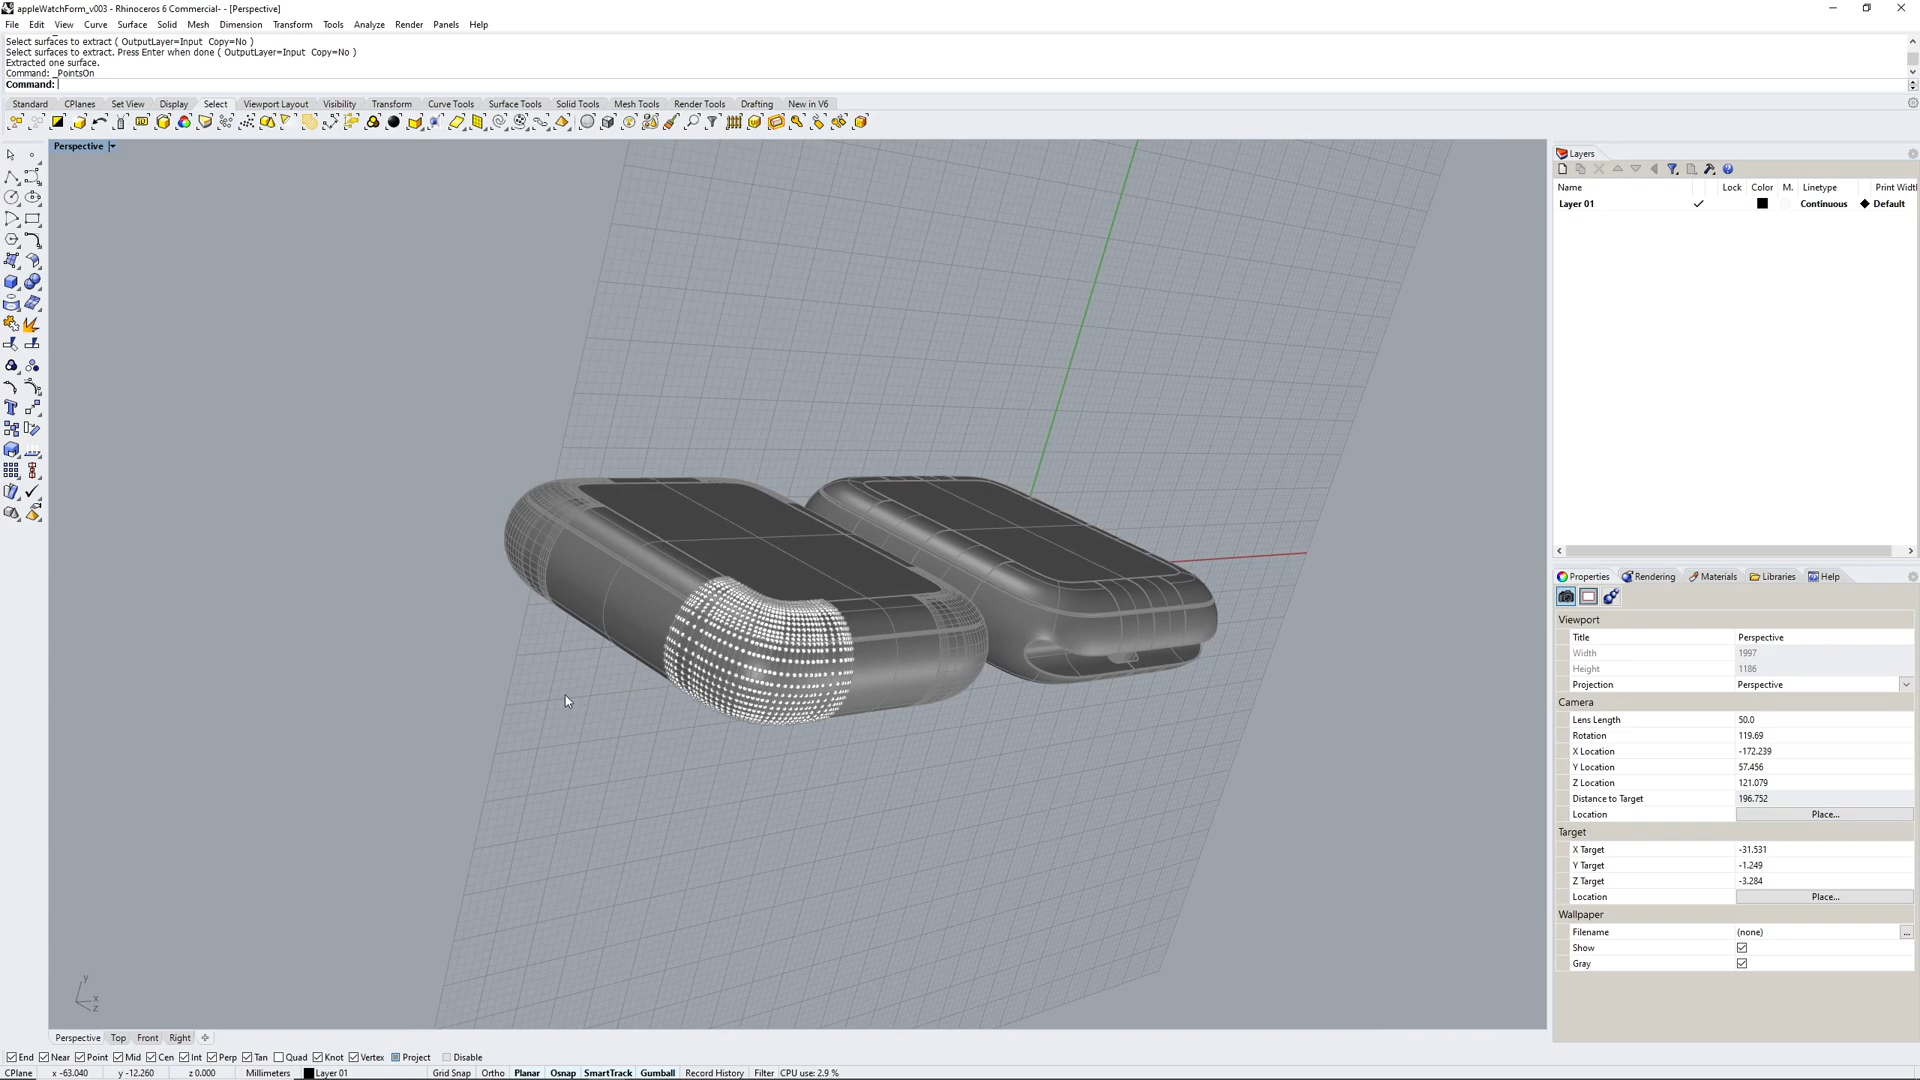 appleWatchForm_v003 - Rhinoceros 6 Commercial- - [Perspective]
File Edit View Curve Surface Solid Mesh Dimension Transform Tools Analyze Render Panels Help
Select surfaces to extract ( OutputLayer=Input Copy=No )
Select surfaces to extract. Press Enter when done ( OutputLayer=Input Copy=No )
Extracted one surface.
Command: _PointsOn
Command:
Standard CPlanes Set View Display Select Viewport Layout Visibility Transform Curve Tools Surface Tools Solid Tools Mesh Tools Render Tools Drafting New in V6
Perspective
Layers
Name Lock Color M. Linetype Print Widt
Layer 01 Continuous Default
Properties Rendering Materials Libraries Help
Viewport
Title Perspective
Width 1997
Height 1186
Projection Perspective
Camera
Lens Length 50.0
Rotation 119.69
X Location -172.239
Y Location 57.456
Z Location 121.079
Distance to Target 196.752
Location Place...
Target
X Target -31.531
Y Target -1.249
Z Target -3.284
Location Place...
Wallpaper
Filename (none) ...
Show
Gray
y
x
z
Perspective Top Front Right
End Near Point Mid Cen Int Perp Tan Quad Knot Vertex Project Disable
CPlane x -63.040 y -12.260 z 0.000 Millimeters Layer 01 Grid Snap Ortho Planar Osnap SmartTrack Gumball Record History Filter CPU use: 2.9 %